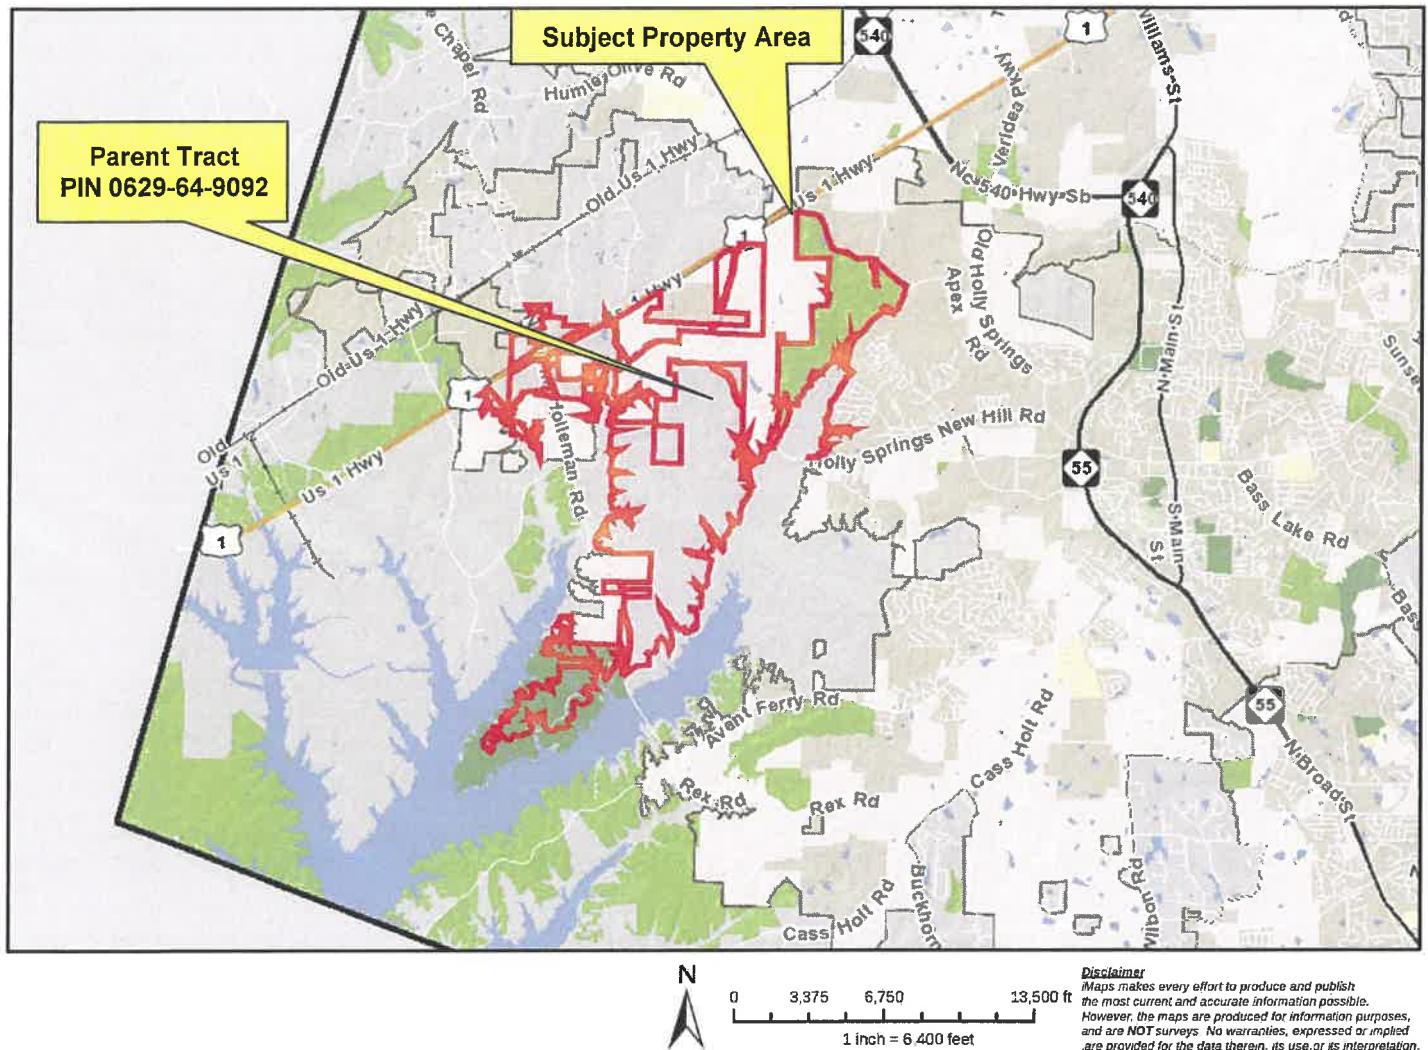 Subject Property Area
Parent Tract
PIN 0629-64-9092
540
1
Williams-St
Chapel Rd
Humie Olive Rd
Veridea Pkwy
Old-Us-1-Hwy
Us 1 Hwy
Nc-540-Hwy-Sb
540
1
1 Hwy
Old Holly Springs
Apex
Rd
Old-Us-1-Hwy
1
Holleman Rd
Holly Springs New Hill Rd
N-Main-St
S-Main
St
Old
Us 1
Us 1 Hwy
1
55
Bass Lake Rd
Bass
Avent Ferry-Rd
Rex-Rd
Rex Rd
Cass Holt Rd
55
N-Broad-St
Cass Holt Rd
Buckhorn
Wilbon Rd
N
0 3,375 6,750 13,500 ft
1 inch = 6,400 feet
Disclaimer
iMaps makes every effort to produce and publish
the most current and accurate information possible.
However, the maps are produced for information purposes,
and are NOT surveys. No warranties, expressed or implied
,are provided for the data therein, its use,or its interpretation.